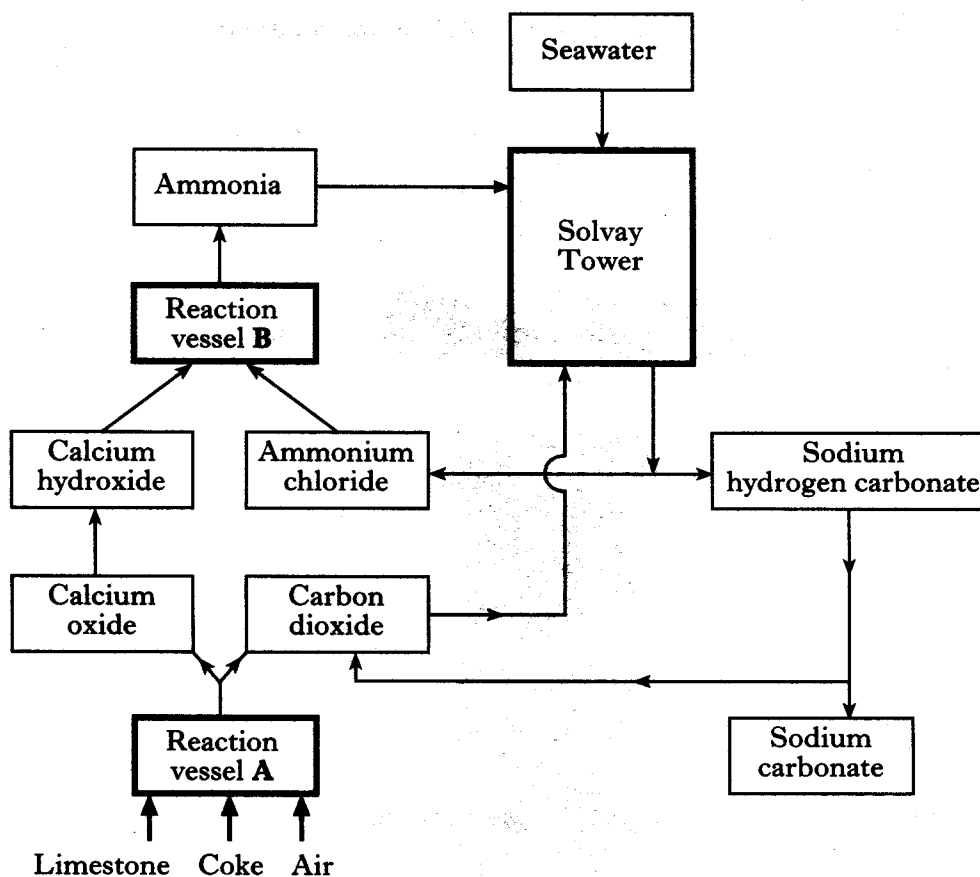 Seawater
Ammonia
Solvay
Tower
Reaction
vessel B
Calcium
hydroxide
Ammonium
chloride
Sodium
hydrogen carbonate
Calcium
oxide
Carbon
dioxide
Reaction
vessel A
Sodium
carbonate
Limestone
Coke
Air